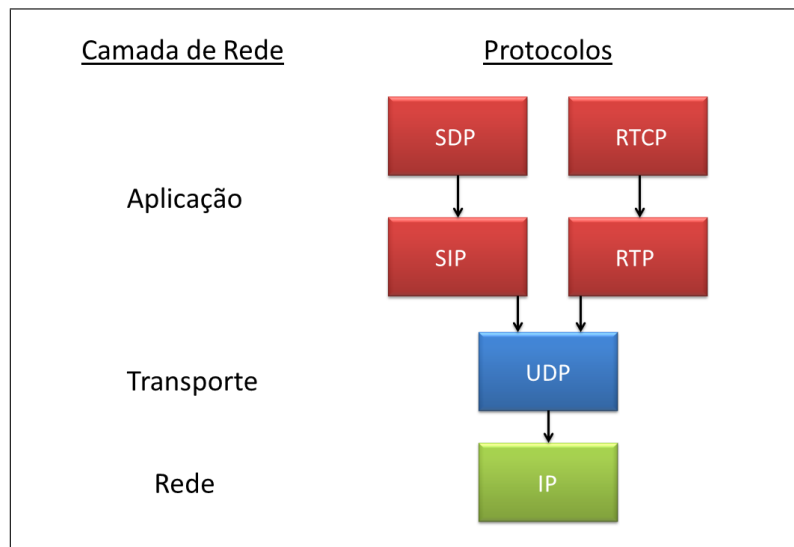 Camada de Rede
Protocolos
SDP
RTCP
Aplicação
SIP
RTP
Transporte
UDP
Rede
IP